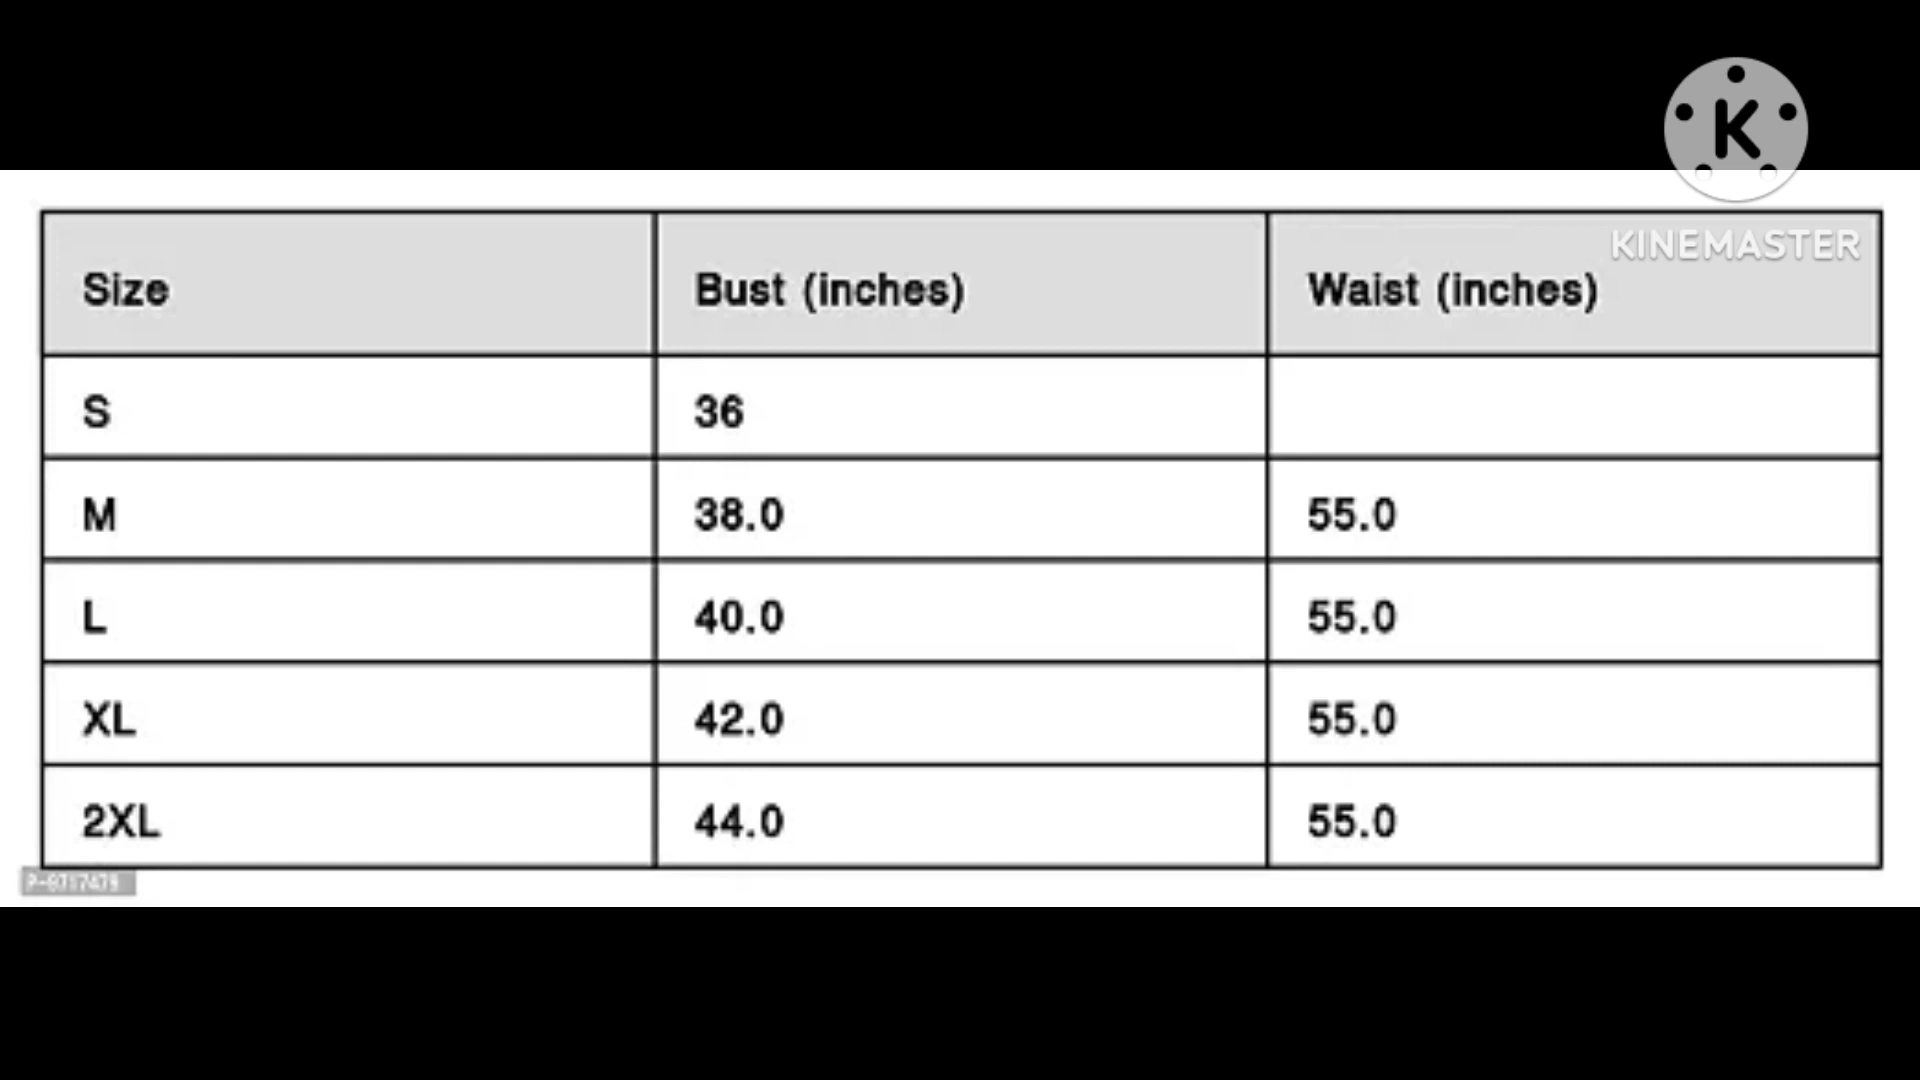 K
KINEMASTER
Size Bust (inches) Waist (inches)
S 36
M 38.0 55.0
L 40.0 55.0
XL 42.0 55.0
2XL 44.0 55.0